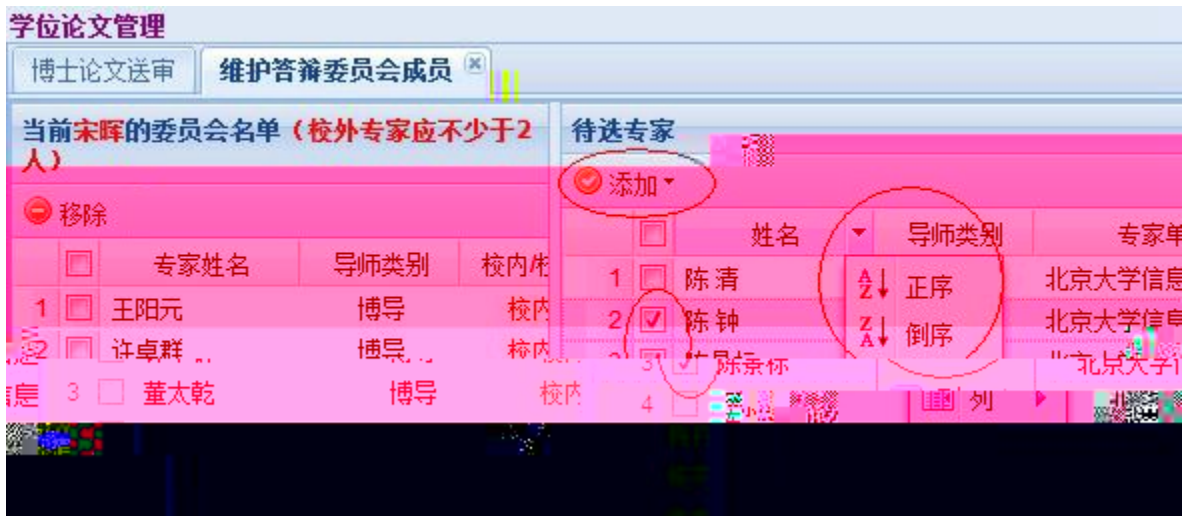 学位论文管理
博士论文送审 维护答辩委员会成员
当前宋晖的委员会名单（校外专家应不少于2
人）
移除
专家姓名 导师类别 校内/校
1 王阳元 博导 校内
2 许卓群 博导 校内
3 董太乾 博导 校内
待选专家
添加
姓名 导师类别 专家单
1 陈 清 北京大学信息
2 陈 钟 北京大学信息
3 陈景标 北京大学信
4
正序
倒序
列